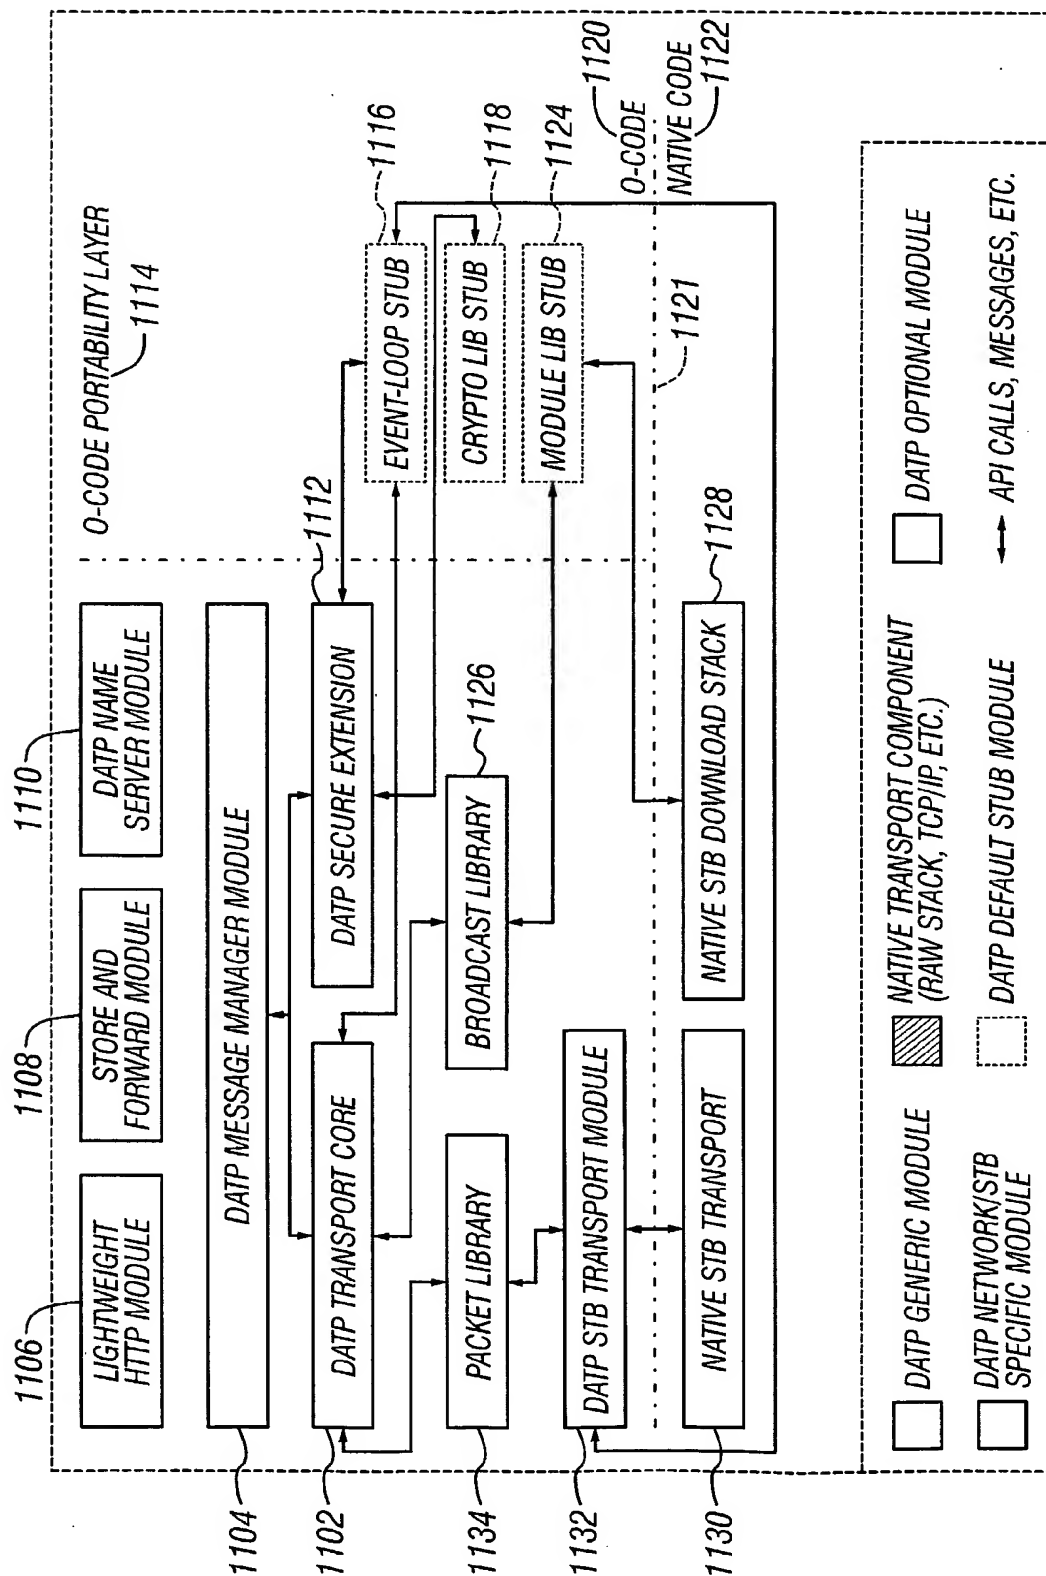 1106
LIGHTWEIGHT
HTTP MODULE
1108
STORE AND
FORWARD MODULE
1110
DATP NAME
SERVER MODULE
O-CODE PORTABILITY LAYER
1114
1104
DATP MESSAGE MANAGER MODULE
1102
DATP TRANSPORT CORE
DATP SECURE EXTENSION
1112
EVENT-LOOP STUB
1116
1134
PACKET LIBRARY
BROADCAST LIBRARY
1126
CRYPTO LIB STUB
1118
1132
DATP STB TRANSPORT MODULE
MODULE LIB STUB
1124
O-CODE
1120
NATIVE CODE
1122
1121
1130
NATIVE STB TRANSPORT
NATIVE STB DOWNLOAD STACK
1128
DATP GENERIC MODULE
NATIVE TRANSPORT COMPONENT
(RAW STACK, TCP/IP, ETC.)
DATP OPTIONAL MODULE
DATP NETWORK/STB
SPECIFIC MODULE
DATP DEFAULT STUB MODULE
API CALLS, MESSAGES, ETC.